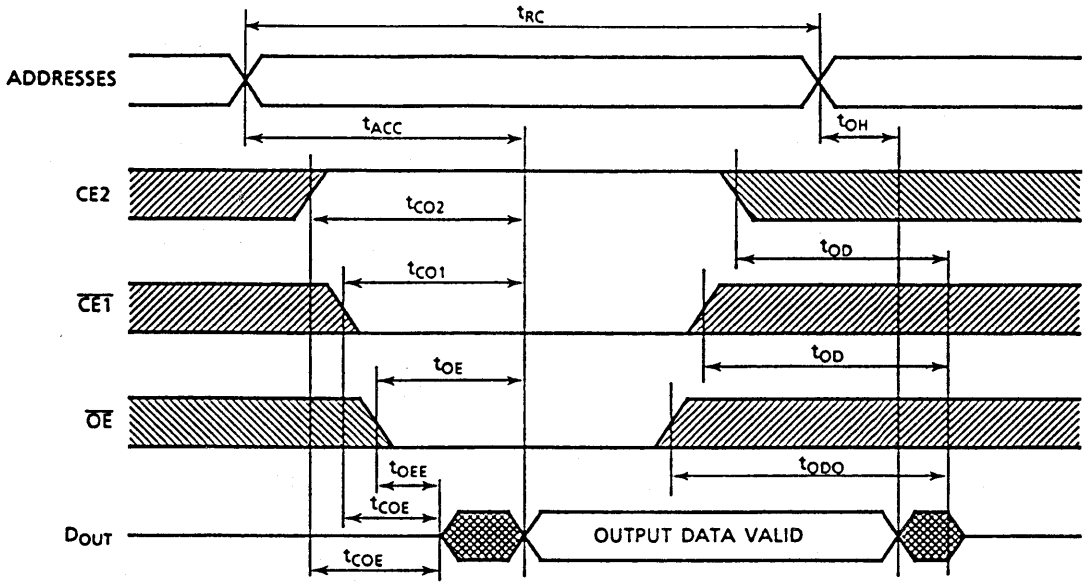 tRC
ADDRESSES
tACC
tOH
CE2
tCO2
tOD
tCO1
CE1
tOD
tOE
OE
tODO
tOEE
tCOE
DOUT
OUTPUT DATA VALID
tCOE